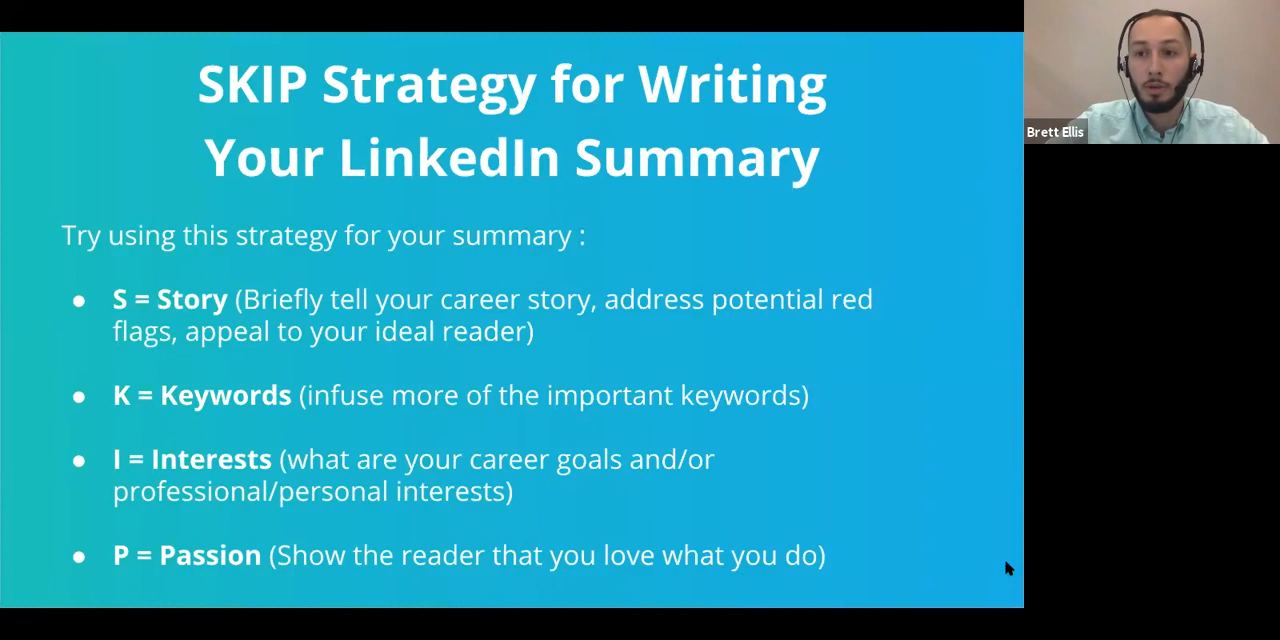 SKIP Strategy for Writing
Your LinkedIn Summary
Try using this strategy for your summary :
● S = Story (Briefly tell your career story, address potential red
flags, appeal to your ideal reader)
● K = Keywords (infuse more of the important keywords)
● I = Interests (what are your career goals and/or
professional/personal interests)
● P = Passion (Show the reader that you love what you do)
Brett Ellis